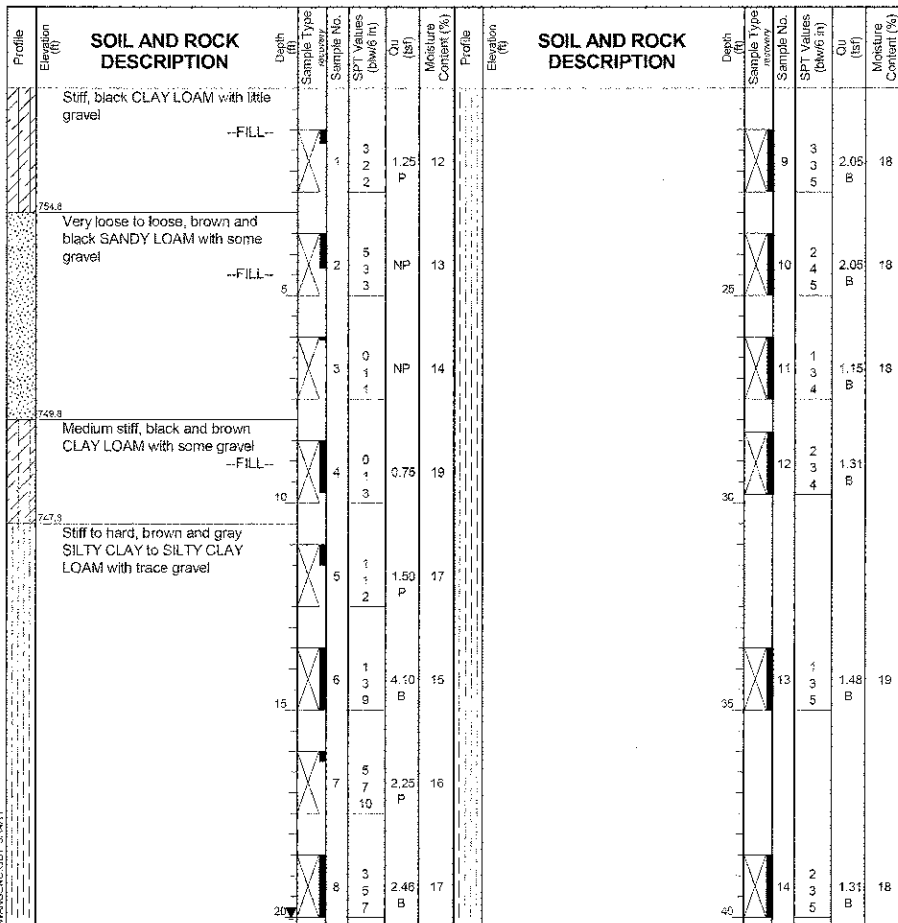 Profile
Elevation (ft)
SOIL AND ROCK DESCRIPTION
Depth (ft)
Sample Type
recovery
Sample No.
SPT Values (blw/6 in)
Qu (tsf)
Moisture Content (%)
Profile
Elevation (ft)
SOIL AND ROCK DESCRIPTION
Depth (ft)
Sample Type
recovery
Sample No.
SPT Values (blw/6 in)
Qu (tsf)
Moisture Content (%)
Stiff, black CLAY LOAM with little
gravel
--FILL--
1
3
2
2
1.25
P
12
754.8
Very loose to loose, brown and
black SANDY LOAM with some
gravel
--FILL--
5
2
5
3
3
NP
13
3
0
1
1
NP
14
749.8
Medium stiff, black and brown
CLAY LOAM with some gravel
--FILL--
10
4
0
1
3
0.75
19
747.3
Stiff to hard, brown and gray
SILTY CLAY to SILTY CLAY
LOAM with trace gravel
5
1
1
2
1.50
P
17
15
6
1
3
9
4.10
B
15
7
5
7
10
2.25
P
16
20
8
3
5
7
2.46
B
17
9
3
3
5
2.05
B
18
25
10
2
4
5
2.05
B
18
11
1
3
4
1.15
B
18
30
12
2
3
4
1.31
B
35
13
1
3
5
1.48
B
19
40
14
2
3
5
1.31
B
18